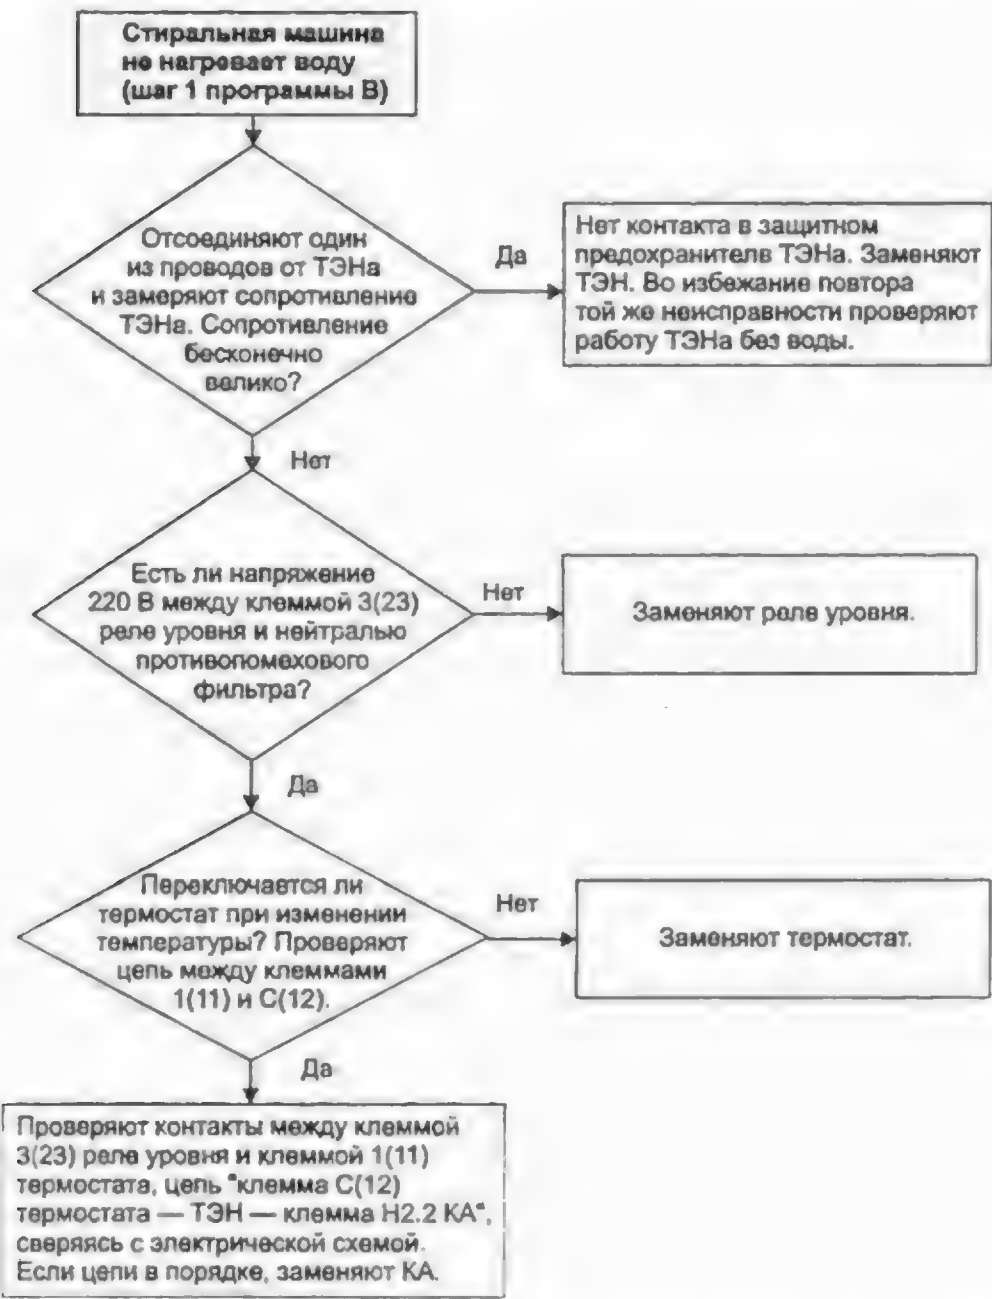 Стиральная машина
не нагревает воду
(шаг 1 программы В)
Отсоединяют один
из проводов от ТЭНа
и замеряют сопротивление
ТЭНа. Сопротивление
бесконечно
велико?
Да
Нет контакта в защитном
предохранителе ТЭНа. Заменяют
ТЭН. Во избежание повтора
той же неисправности проверяют
работу ТЭНа без воды.
Нет
Есть ли напряжение
220 В между клеммой 3(23)
реле уровня и нейтралью
противопомехового
фильтра?
Нет
Заменяют реле уровня.
Да
Переключается ли
термостат при изменении
температуры? Проверяют
цепь между клеммами
1(11) и С(12).
Нет
Заменяют термостат.
Да
Проверяют контакты между клеммой
3(23) реле уровня и клеммой 1(11)
термостата, цепь "клемма С(12)
термостата — ТЭН — клемма Н2.2 КА",
сверяясь с электрической схемой.
Если цепи в порядке, заменяют КА.